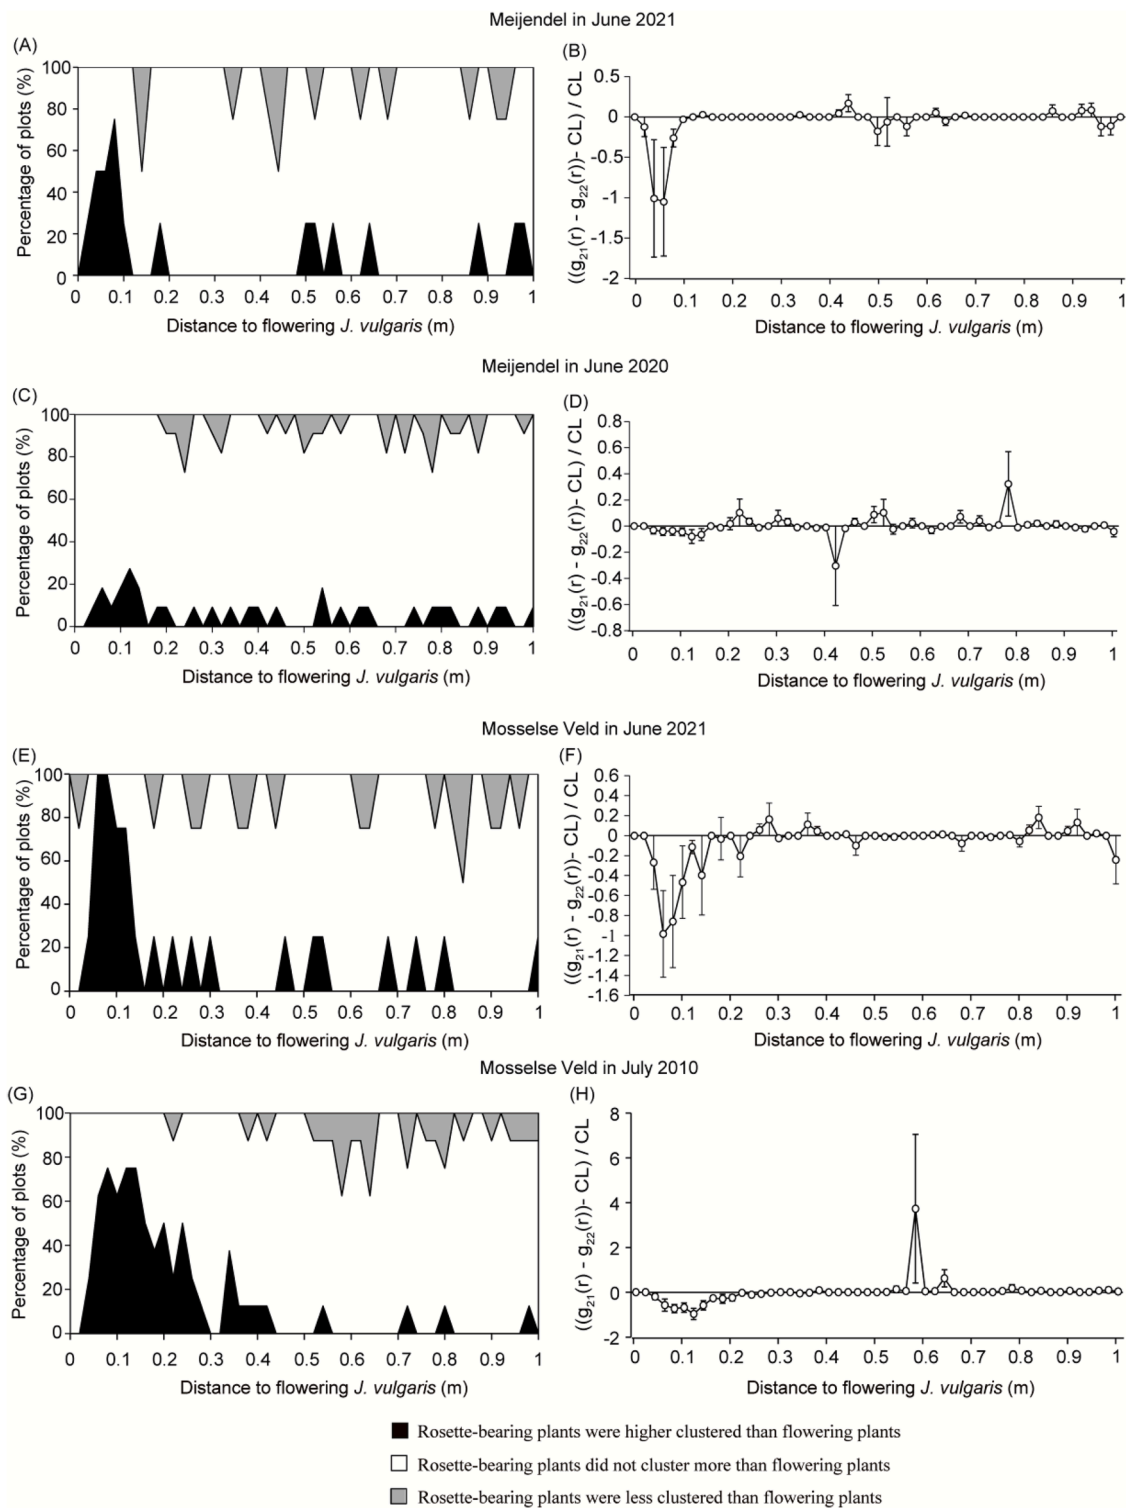 Meijendel in June 2021
(A)
Percentage of plots (%)
100
80
60
40
20
0
0 0.1 0.2 0.3 0.4 0.5 0.6 0.7 0.8 0.9 1
Distance to flowering J. vulgaris (m)
(B)
((g21(r) - g22(r))- CL) / CL
0.5
0
-0.5
-1
-1.5
-2
0 0.1 0.2 0.3 0.4 0.5 0.6 0.7 0.8 0.9 1
Distance to flowering J. vulgaris (m)
Meijendel in June 2020
(C)
Percentage of plots (%)
100
80
60
40
20
0
0 0.1 0.2 0.3 0.4 0.5 0.6 0.7 0.8 0.9 1
Distance to flowering J. vulgaris (m)
(D)
((g21(r) - g22(r))- CL) / CL
0.8
0.6
0.4
0.2
0
-0.2
-0.4
-0.6
-0.8
0 0.1 0.2 0.3 0.4 0.5 0.6 0.7 0.8 0.9 1
Distance to flowering J. vulgaris (m)
Mosselse Veld in June 2021
(E)
Percentage of plots (%)
100
80
60
40
20
0
0 0.1 0.2 0.3 0.4 0.5 0.6 0.7 0.8 0.9 1
Distance to flowering J. vulgaris (m)
(F)
((g21(r) - g22(r))- CL) / CL
0.6
0.4
0.2
0
-0.2
-0.4
-0.6
-0.8
-1
-1.2
-1.4
-1.6
0 0.1 0.2 0.3 0.4 0.5 0.6 0.7 0.8 0.9 1
Distance to flowering J. vulgaris (m)
Mosselse Veld in July 2010
(G)
Percentage of plots (%)
100
80
60
40
20
0
0 0.1 0.2 0.3 0.4 0.5 0.6 0.7 0.8 0.9 1
Distance to flowering J. vulgaris (m)
(H)
((g21(r) - g22(r))- CL) / CL
8
6
4
2
0
-2
0 0.1 0.2 0.3 0.4 0.5 0.6 0.7 0.8 0.9 1
Distance to flowering J. vulgaris (m)
Rosette-bearing plants were higher clustered than flowering plants
Rosette-bearing plants did not cluster more than flowering plants
Rosette-bearing plants were less clustered than flowering plants